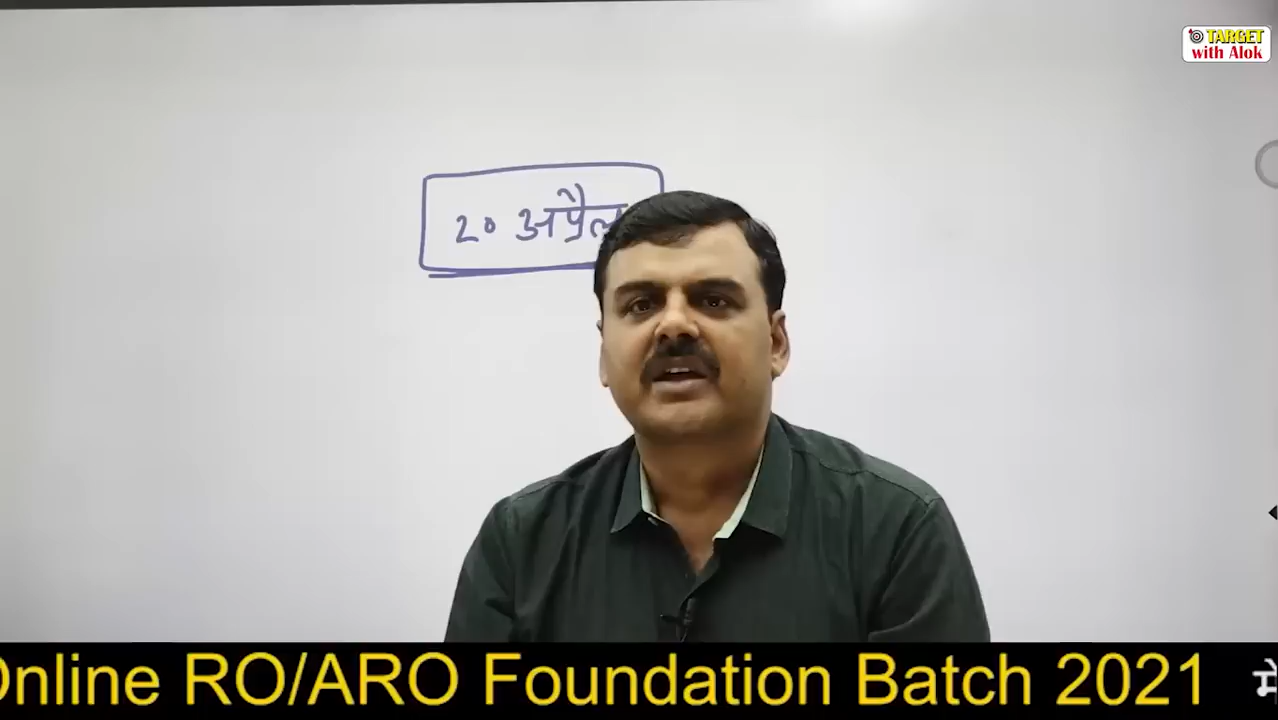 TARGET
with Alok
20 अप्रैल
Online RO/ARO Foundation Batch 2021 में